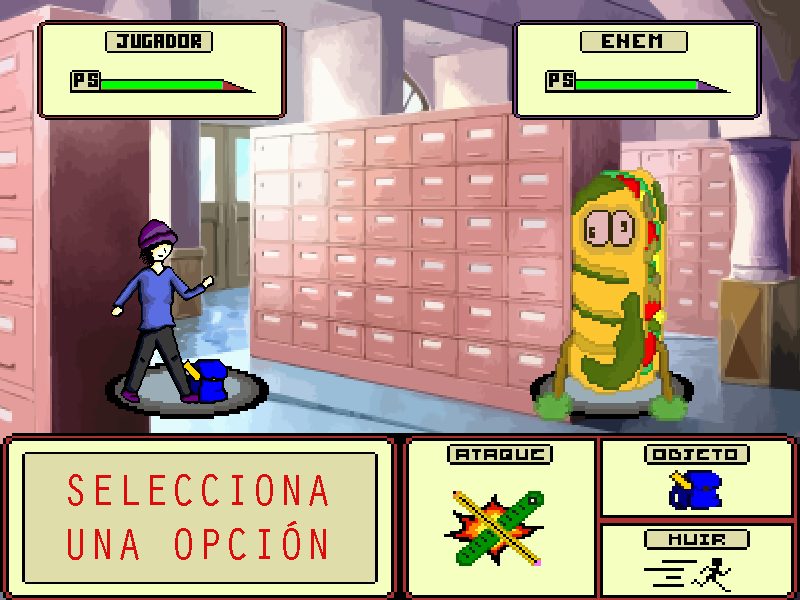 JUGADOR
PS
ENEM
PS
SELECCIONA
UNA OPCIÓN
ATAQUE
OBJETO
HUIR